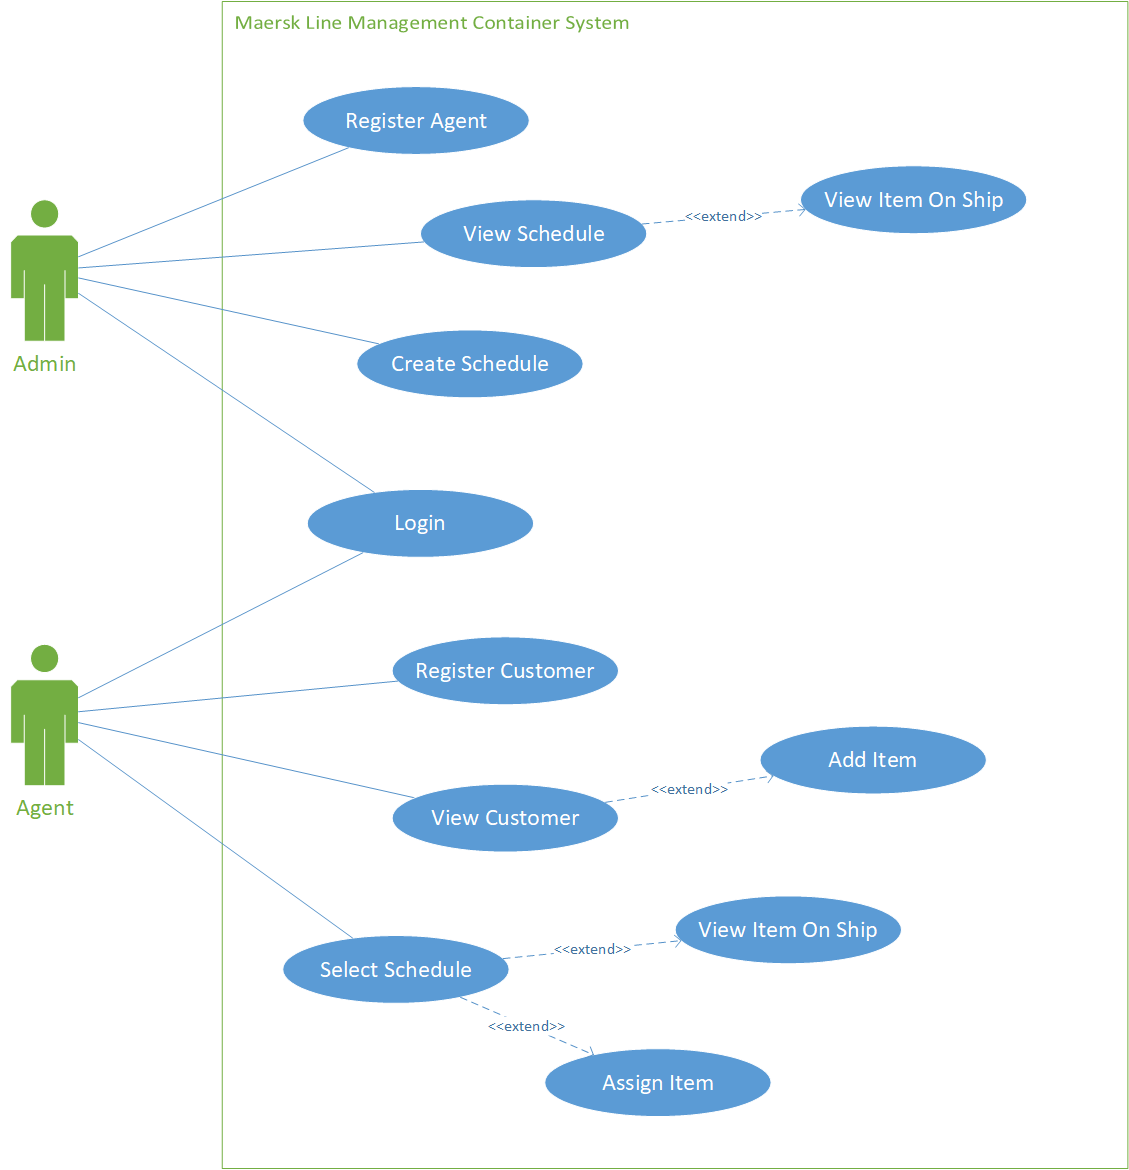 Maersk Line Management Container System
Register Agent
View Item On Ship
<<extend>>
View Schedule
Create Schedule
Admin
Login
Register Customer
Add Item
<<extend>>
View Customer
Agent
View Item On Ship
<<extend>>
Select Schedule
<<extend>>
Assign Item